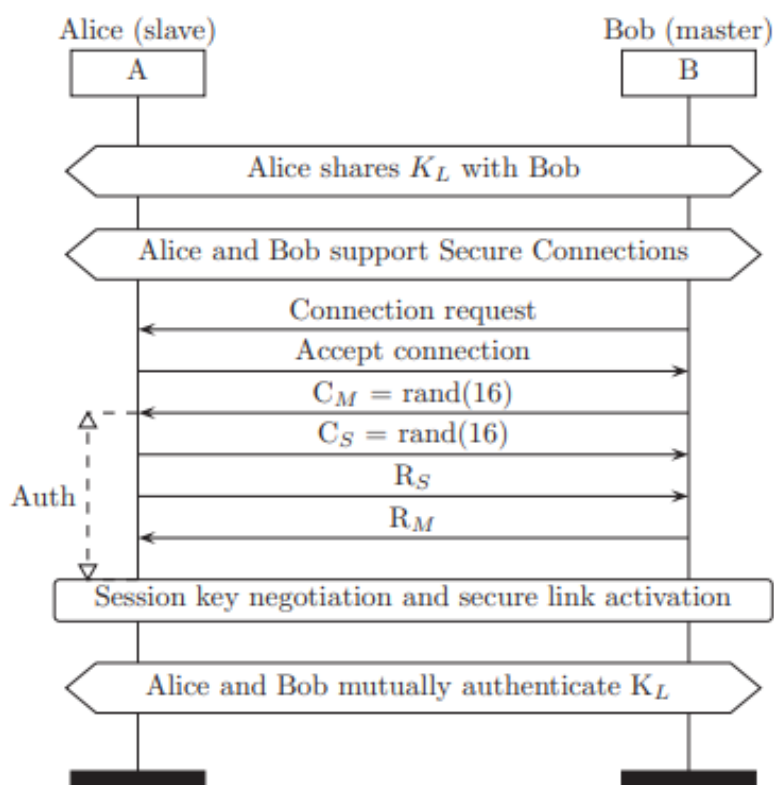 Alice (slave) Bob (master)
A B
Alice shares K_L with Bob
Alice and Bob support Secure Connections
Connection request
Accept connection
C_M = rand(16)
C_S = rand(16)
Auth
R_S
R_M
Session key negotiation and secure link activation
Alice and Bob mutually authenticate K_L